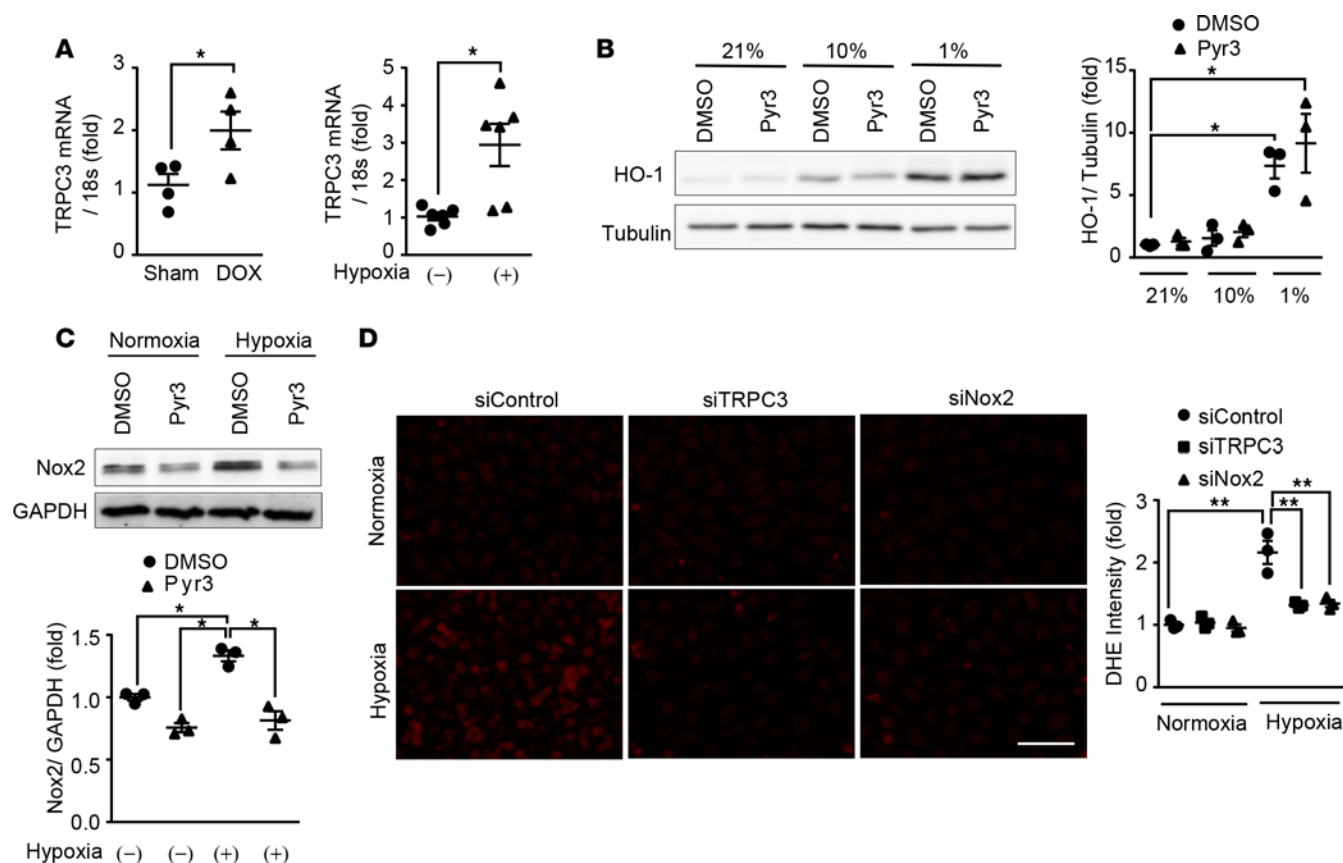 A
*
TRPC3 mRNA
/ 18s (fold)
3
2
1
0
Sham DOX
*
TRPC3 mRNA
/ 18s (fold)
5
4
3
2
1
0
Hypoxia (−) (+)
B
21% 10% 1%
DMSO Pyr3 DMSO Pyr3 DMSO Pyr3
HO-1
Tubulin
DMSO
Pyr3
HO-1/ Tubulin (fold)
15
10
5
0
*
*
21% 10% 1%
C
Normoxia Hypoxia
DMSO Pyr3 DMSO Pyr3
Nox2
GAPDH
DMSO
Pyr3
Nox2/ GAPDH (fold)
1.5
1.0
0.5
0.0
*
* *
Hypoxia (−) (−) (+) (+)
D
siControl siTRPC3 siNox2
Normoxia
Hypoxia
siControl
siTRPC3
siNox2
DHE Intensity (fold)
3
2
1
0
**
**
**
Normoxia Hypoxia